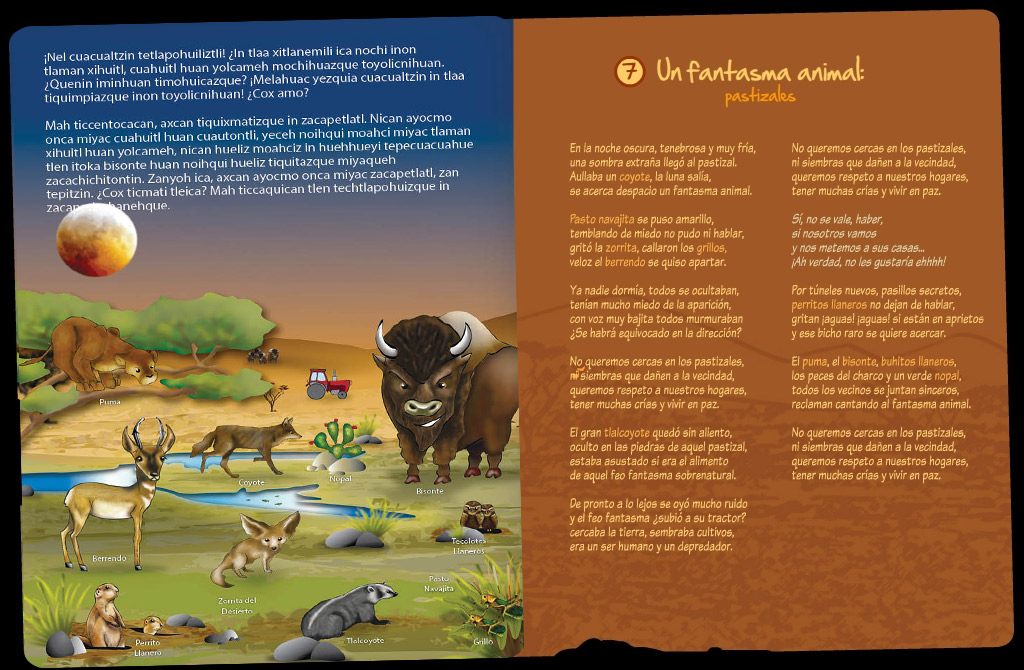 ¡Nel cuacualtzin tetlapohuiliztli! ¿In tlaa xitlanemili ica nochi inon
tlaman xihuitl, cuahuitl huan yolcameh mochihuazque toyolicnihuan.
¿Quenin iminhuan timohuicazque? ¡Melahuac yezquia cuacualtzin in tlaa
tiquimpiazque inon toyolicnihuan! ¿Cox amo?
Mah ticcentocacan, axcan tiquixmatizque in zacapetlatl. Nican ayocmo
onca miyac cuahuitl huan cuautontli, yeceh noihqui moahci miyac tlaman
xihuitl huan yolcameh, nican hueliz moahciz in huehhueyi tepecuacuahue
tlen itoka bisonte huan noihqui hueliz tiquitazque miyaqueh
zacachichitontin. Zanyoh ica, axcan ayocmo onca miyac zacapetlatl, zan
tepitzin. ¿Cox ticmati tleica? Mah ticcaquican tlen techtlapohuizque in
Puma
Coyote
Nopal
Bisonte
Berrendo
Tecolotes
Llaneros
Zorrita del
Desierto
Pasto
Navajita
Perrito
Llanero
Tlalcoyote
Grillo
7 Un fantasma animal:
pastizales
En la noche oscura, tenebrosa y muy fría,
una sombra extraña llegó al pastizal.
Aullaba un coyote, la luna salía,
se acerca despacio un fantasma animal.
Pasto navajita se puso amarillo,
temblando de miedo no pudo ni hablar,
gritó la zorrita, callaron los grillos,
veloz el berrendo se quiso apartar.
Ya nadie dormía, todos se ocultaban,
tenían mucho miedo de la aparición,
con voz muy bajita todos murmuraban
¿Se habrá equivocado en la dirección?
No queremos cercas en los pastizales,
ni siembras que dañen a la vecindad,
queremos respeto a nuestros hogares,
tener muchas crías y vivir en paz.
El gran tlalcoyote quedó sin aliento,
oculto en las piedras de aquel pastizal,
estaba asustado si era el alimento
de aquel feo fantasma sobrenatural.
De pronto a lo lejos se oyó mucho ruido
y el feo fantasma ¿subió a su tractor?
cercaba la tierra, sembraba cultivos,
era un ser humano y un depredador.
No queremos cercas en los pastizales,
ni siembras que dañen a la vecindad,
queremos respeto a nuestros hogares,
tener muchas crías y vivir en paz.
Sí, no se vale, haber,
si nosotros vamos
y nos metemos a sus casas...
¡Ah verdad, no les gustaría ehhhh!
Por túneles nuevos, pasillos secretos,
perritos llaneros no dejan de hablar,
gritan ¡aguas! ¡aguas! si están en aprietos
y ese bicho raro se quiere acercar.
El puma, el bisonte, buhitos llaneros,
los peces del charco y un verde nopal,
todos los vecinos se juntan sinceros,
reclaman cantando al fantasma animal.
No queremos cercas en los pastizales,
ni siembras que dañen a la vecindad,
queremos respeto a nuestros hogares,
tener muchas crías y vivir en paz.